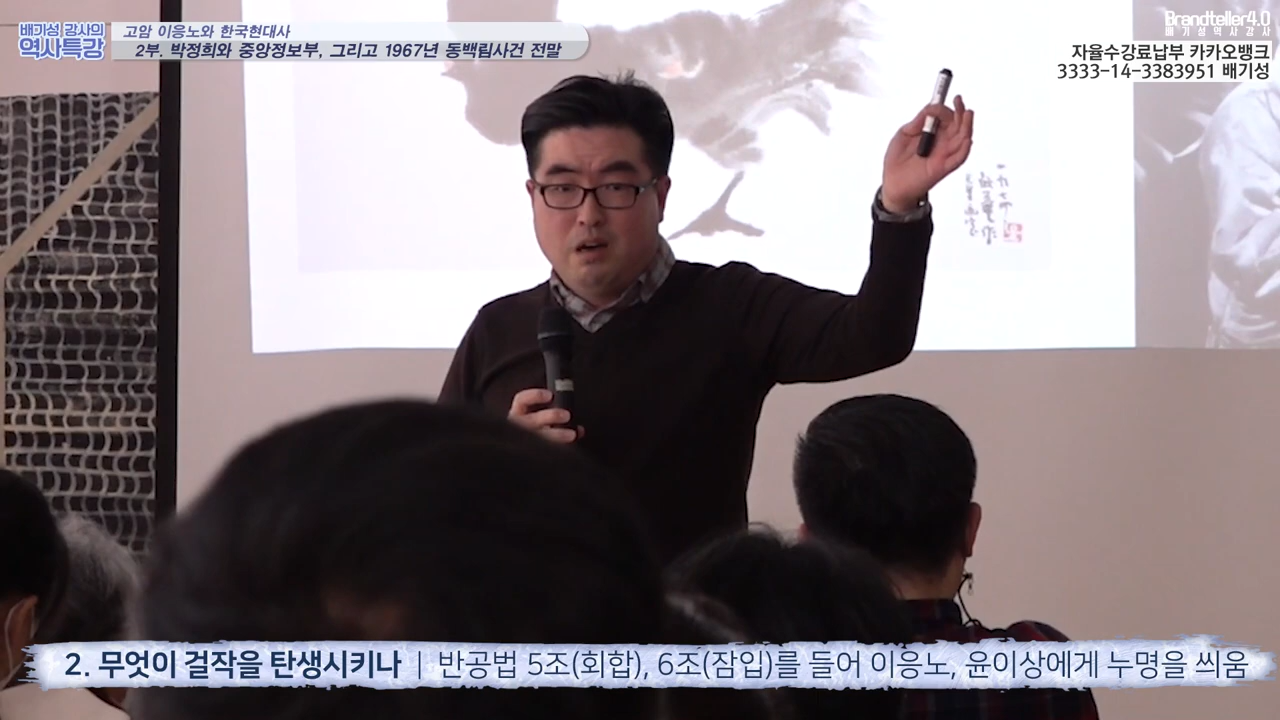 배기성 강사의
역사특강
고암 이응노와 한국현대사
2부. 박정희와 중앙정보부, 그리고 1967년 동백림사건 전말
Brandteller4.0
배기성역사강사
자율수강료납부 카카오뱅크
3333-14-3383951 배기성
2. 무엇이 걸작을 탄생시키나 | 반공법 5조(회합), 6조(잠입)를 들어 이응노, 윤이상에게 누명을 씌움